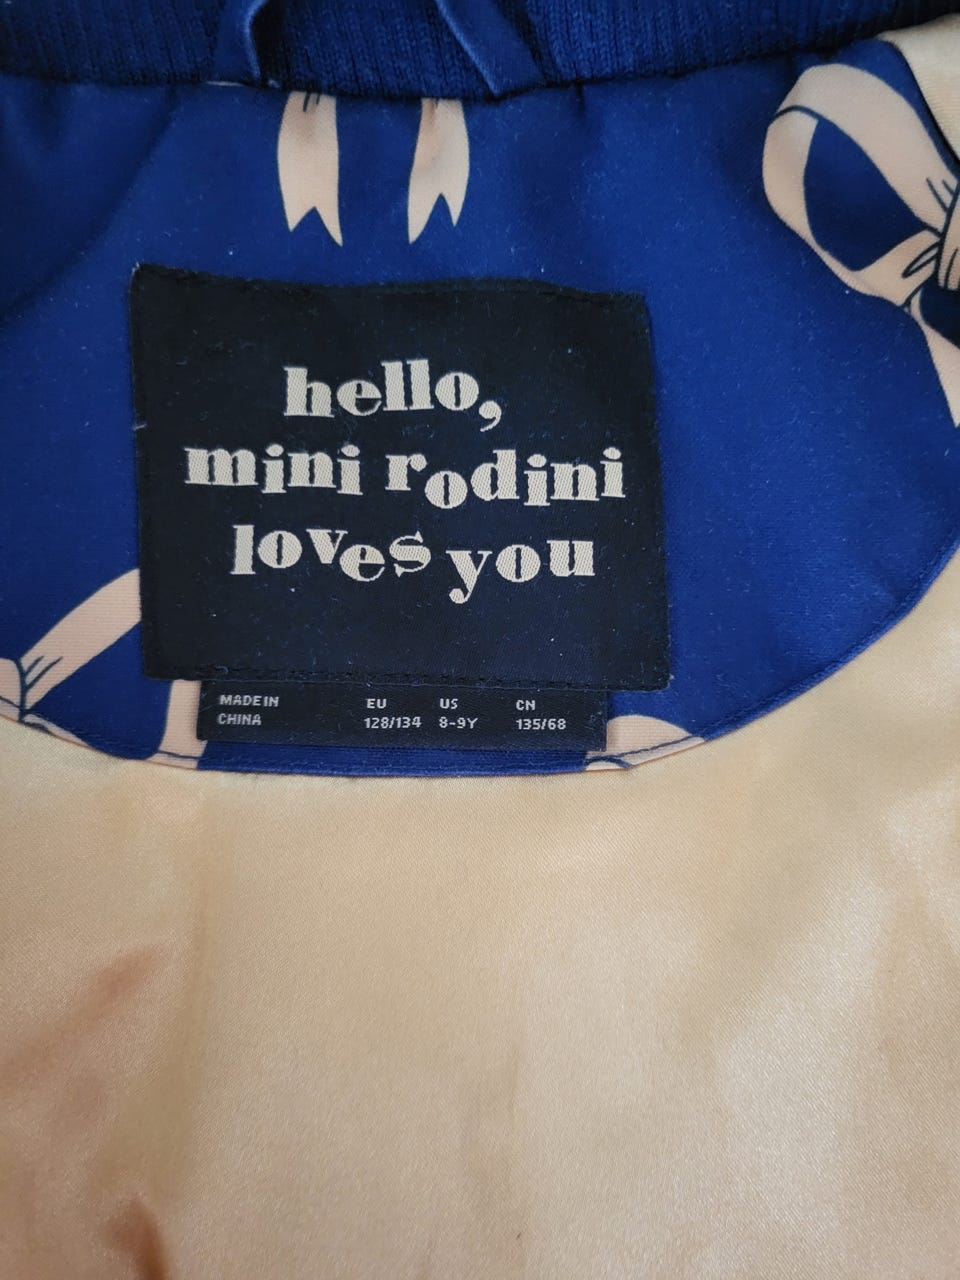 hello,
mini rodini
loves you
MADE IN EU US CN
CHINA 128/134 8-9Y 135/68